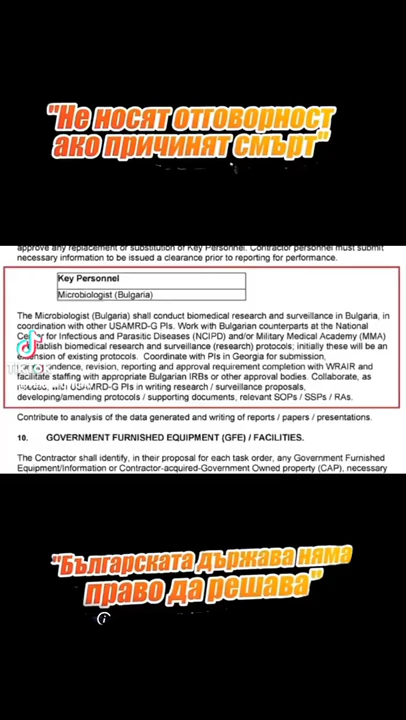 "Не носят отговорност
ако причинят смърт"
approve any replacement or substitution of Key Personnel. Contractor personnel must submit
necessary information to be issued a clearance prior to reporting for performance.
Key Personnel
Microbiologist (Bulgaria)
The Microbiologist (Bulgaria) shall conduct biomedical research and surveillance in Bulgaria, in
coordination with other USAMRD-G PIs. Work with Bulgarian counterparts at the National
for Infectious and Parasitic Diseases (NCIPD) and/or Military Medical Academy (MMA)
establish biomedical research and surveillance (research) protocols; initially these will be an
extension of existing protocols. Coordinate with PIs in Georgia for submission,
revision, reporting and approval requirement completion with WRAIR and
facilitate staffing with appropriate Bulgarian IRBs or other approval bodies. Collaborate, as
with USAMRD-G PIs in writing research / surveillance proposals,
developing/amending protocols / supporting documents, relevant SOPs / SSPs / RAs.
TikTok
Contribute to analysis of the data generated and writing of reports / papers / presentations.
10. GOVERNMENT FURNISHED EQUIPMENT (GFE) / FACILITIES.
The Contractor shall identify, in their proposal for each task order, any Government Furnished
Equipment/Information or Contractor-acquired-Government Owned property (CAP), necessary
"Българската държава няма
право да решава"